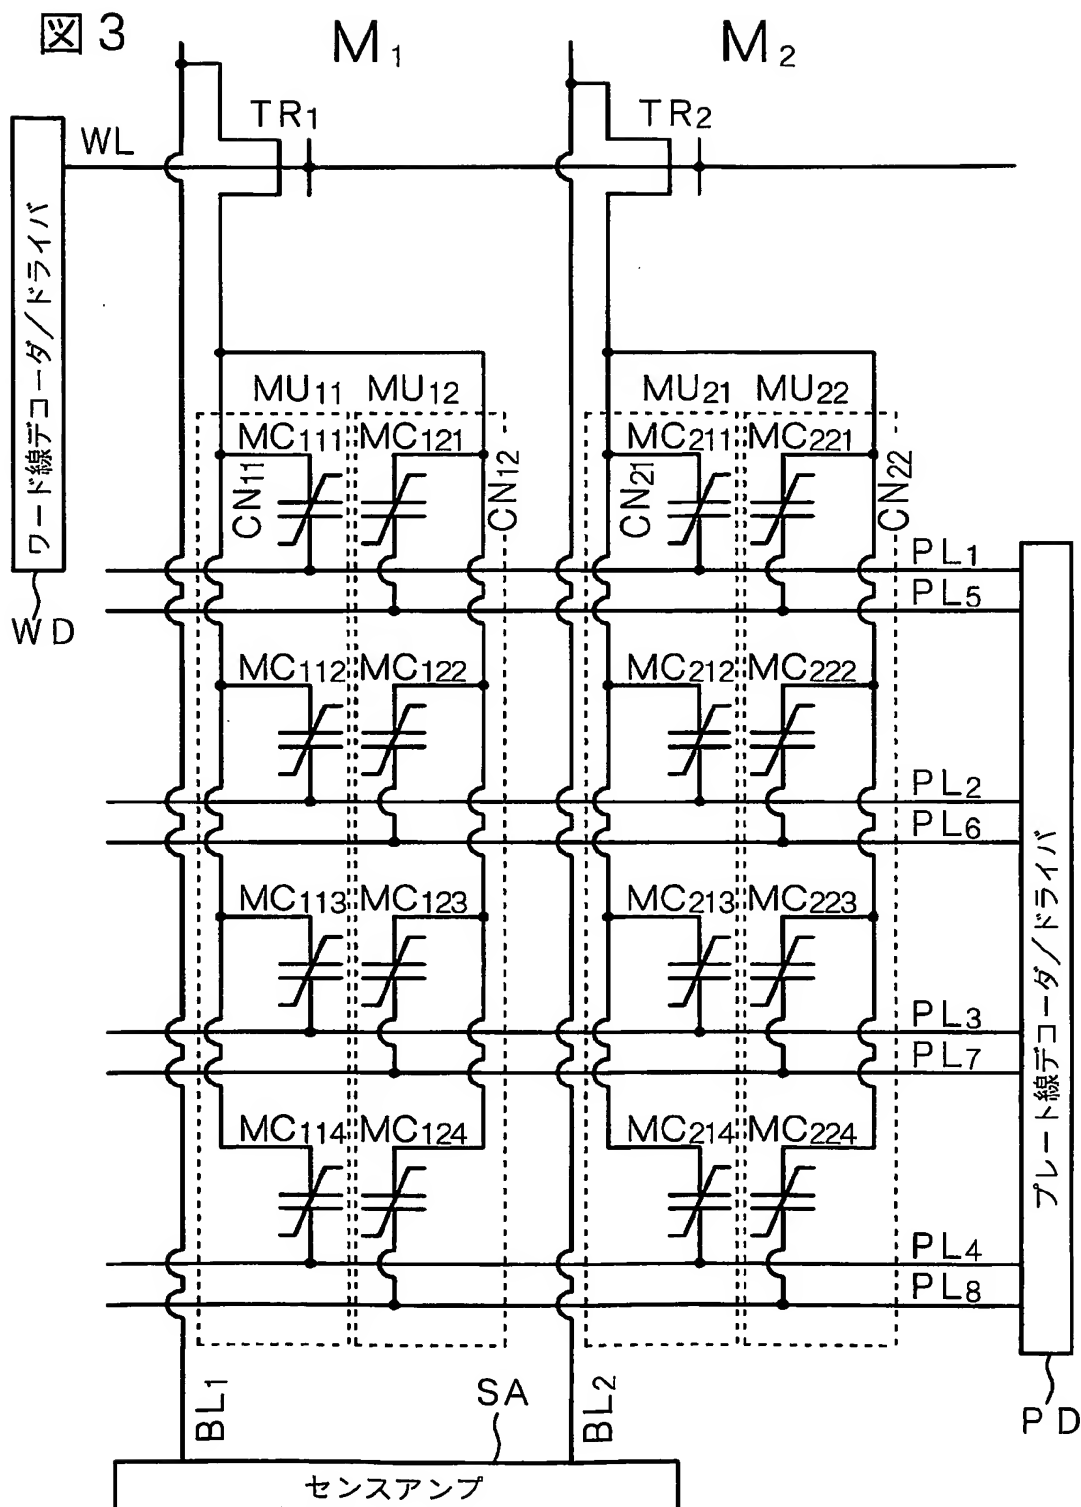 図3
M1
M2
TR1
TR2
WL
ワード線デコーダ/ドライバ
WD
MU11
MU12
MU21
MU22
MC111
MC121
MC211
MC221
CN11
CN12
CN21
CN22
PL1
PL5
MC112
MC122
MC212
MC222
PL2
PL6
MC113
MC123
MC213
MC223
PL3
PL7
MC114
MC124
MC214
MC224
PL4
PL8
プレート線デコーダ/ドライバ
PD
BL1
SA
BL2
センスアンプ